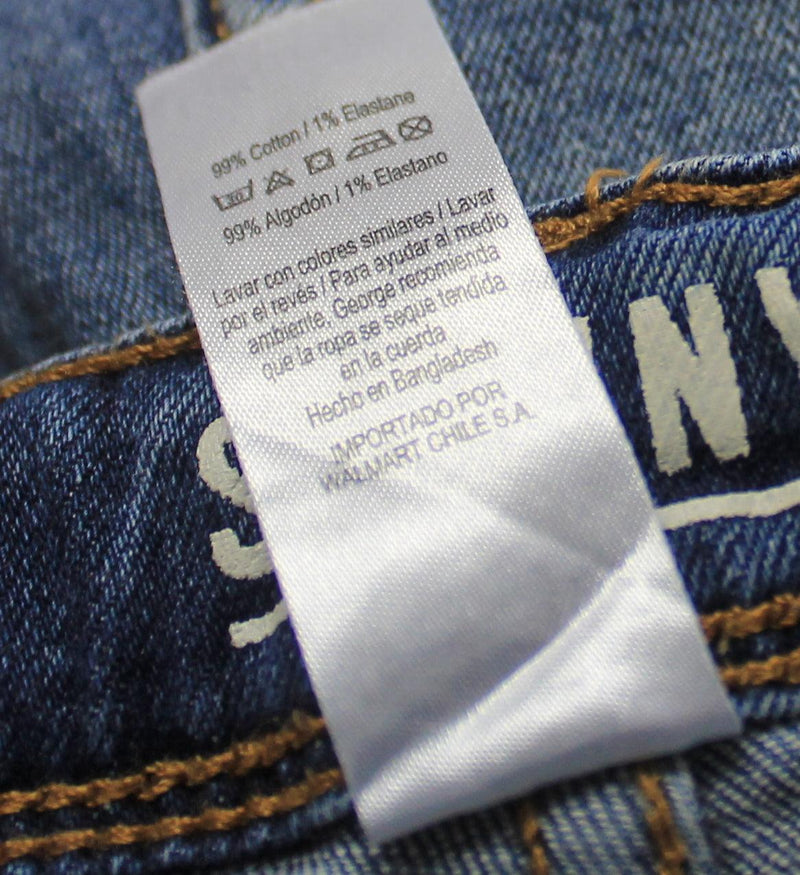 99% Cotton / 1% Elastane
30
99% Algodón / 1% Elastano
Lavar con colores similares / Lavar
por el revés / Para ayudar al medio
ambiente, George recomienda
que la ropa se seque tendida
en la cuerda
Hecho en Bangladesh
IMPORTADO POR
WALMART CHILE S.A.